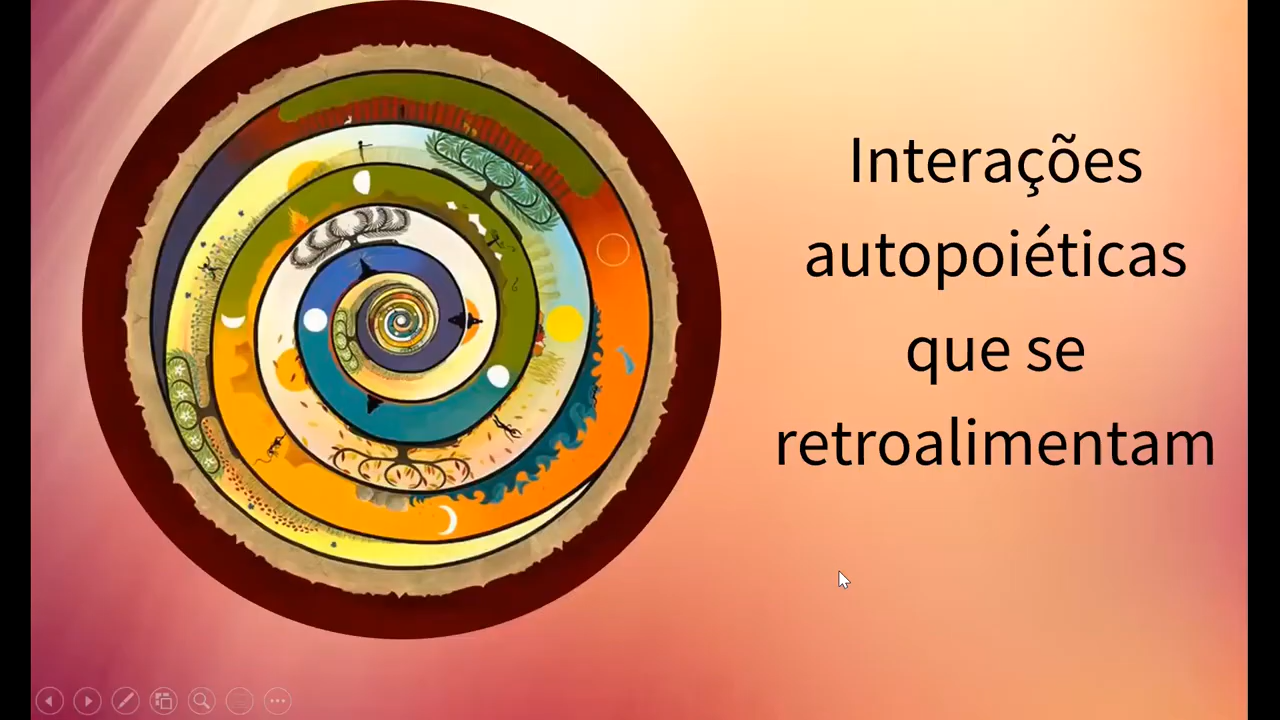 Interações
autopoiéticas
que se
retroalimentam